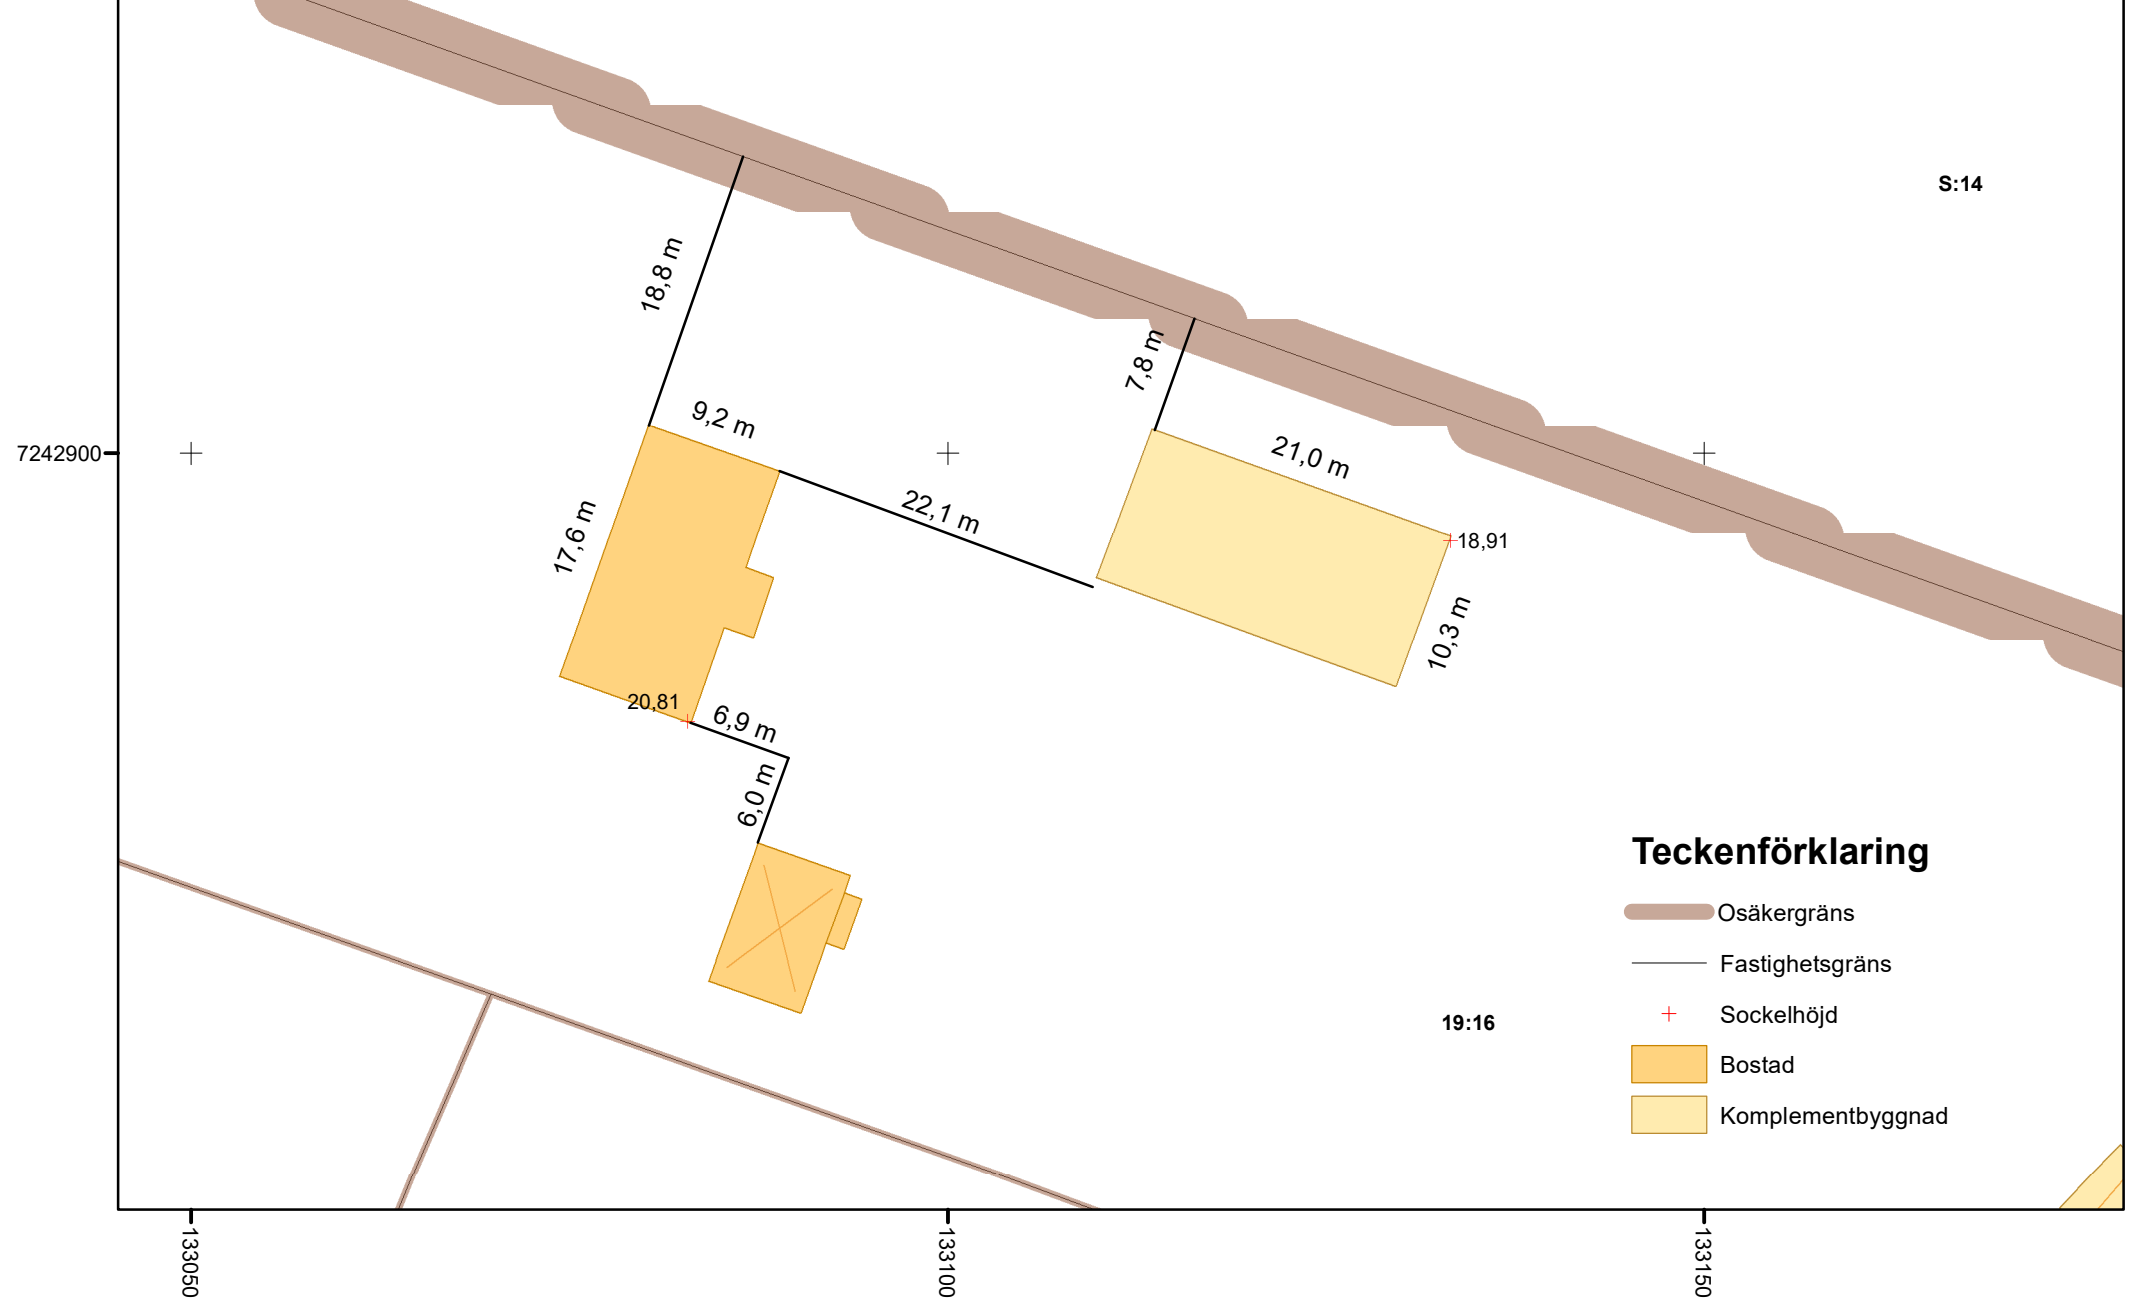 S:14
18,8 m
7,8 m
9,2 m
21,0 m
7242900
22,1 m
17,6 m
18,91
10,3 m
20,81
6,9 m
6,0 m
Teckenförklaring
Osäkergräns
Fastighetsgräns
Sockelhöjd
19:16
Bostad
Komplementbyggnad
133050
133100
133150